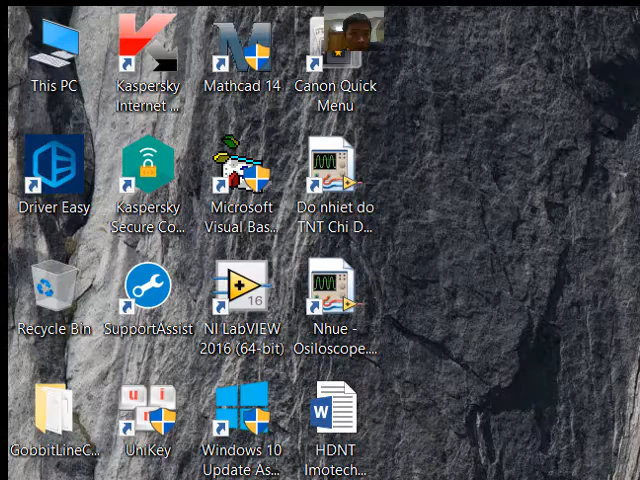 This PC
Kaspersky
Internet ...
Mathcad 14
Canon Quick
Menu
Driver Easy
Kaspersky
Secure Co...
Microsoft
Visual Bas...
Do nhiet do
TNT Chi D...
Recycle Bin
SupportAssist
16
NI LabVIEW
2016 (64-bit)
Nhue -
Osiloscope....
GobbitLineC...
u i
UniKey
Windows 10
Update As...
W
HDNT
Imotech...